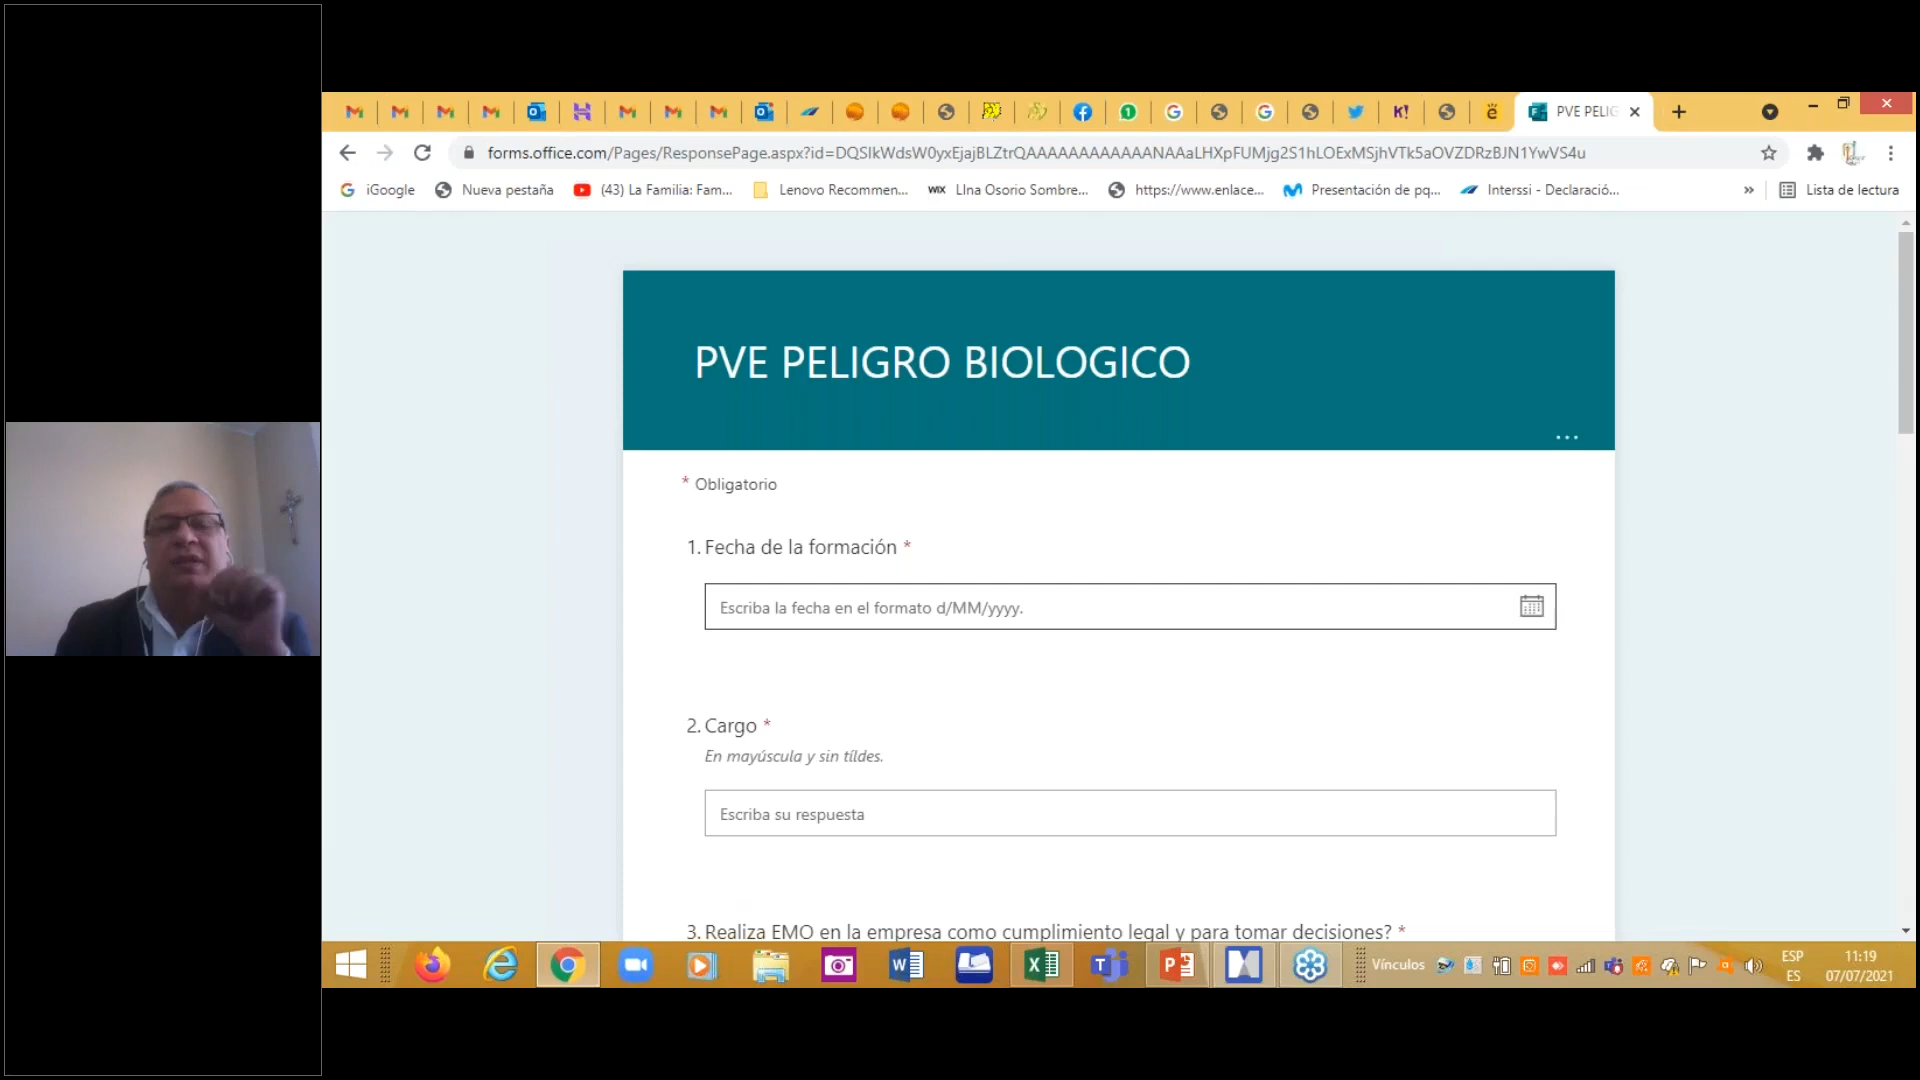 PVE PELIG
forms.office.com/Pages/ResponsePage.aspx?id=DQSIkWdsW0yxEjajBLZtrQAAAAAAAAAAAANAAaLHXpFUMjg2S1hLOExMSjhVTk5aOVZDRzBJN1YwVS4u
iGoogle
Nueva pestaña
(43) La Familia: Fam...
Lenovo Recommen...
LIna Osorio Sombre...
https://www.enlace...
Presentación de pq...
Interssi - Declaració...
»
Lista de lectura
PVE PELIGRO BIOLOGICO
...
* Obligatorio
1. Fecha de la formación *
Escriba la fecha en el formato d/MM/yyyy.
2. Cargo *
En mayúscula y sin tíldes.
Escriba su respuesta
3. Realiza EMO en la empresa como cumplimiento legal y para tomar decisiones? *
Vínculos
ESP
ES
11:19
07/07/2021